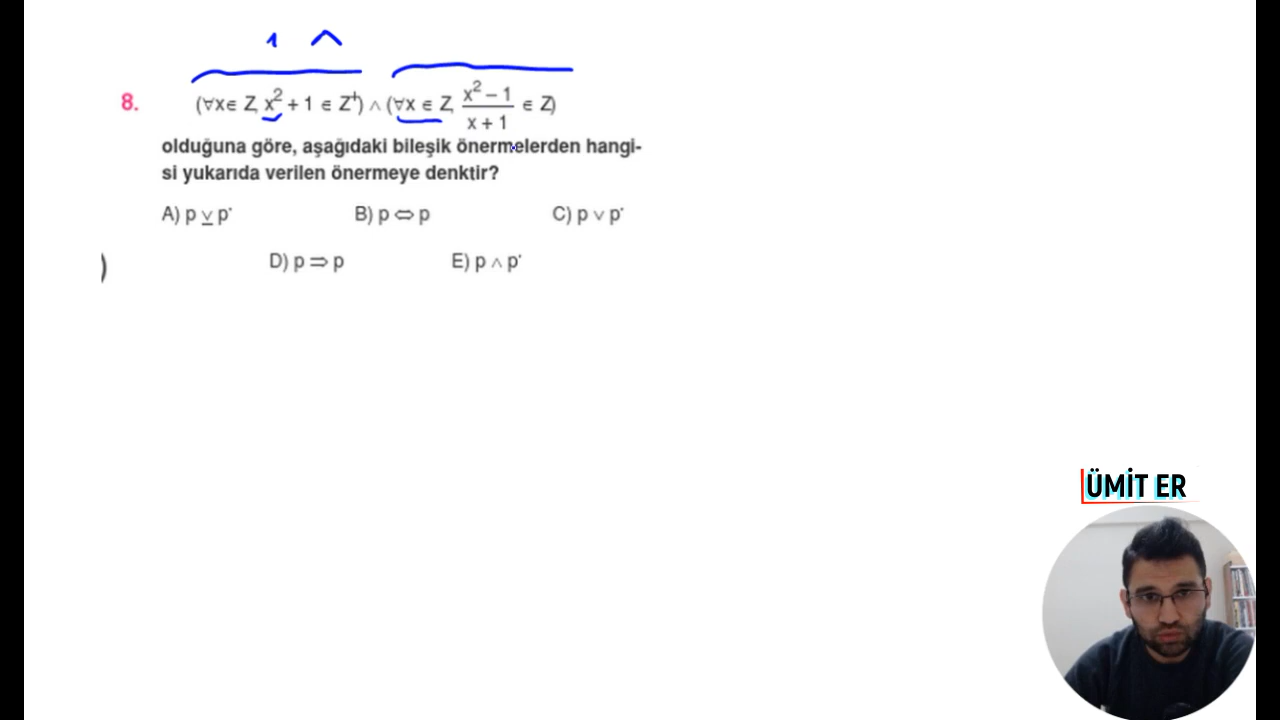 1 ∧
8. (∀x∈ Z, x² + 1 ∈ Z⁺) ∧ (∀x ∈ Z, (x² – 1)/(x + 1) ∈ Z)
olduğuna göre, aşağıdaki bileşik önermelerden hangi-
si yukarıda verilen önermeye denktir?
A) p ⊻ p' B) p ⇔ p C) p ∨ p'
) D) p ⇒ p E) p ∧ p'
ÜMİT ER